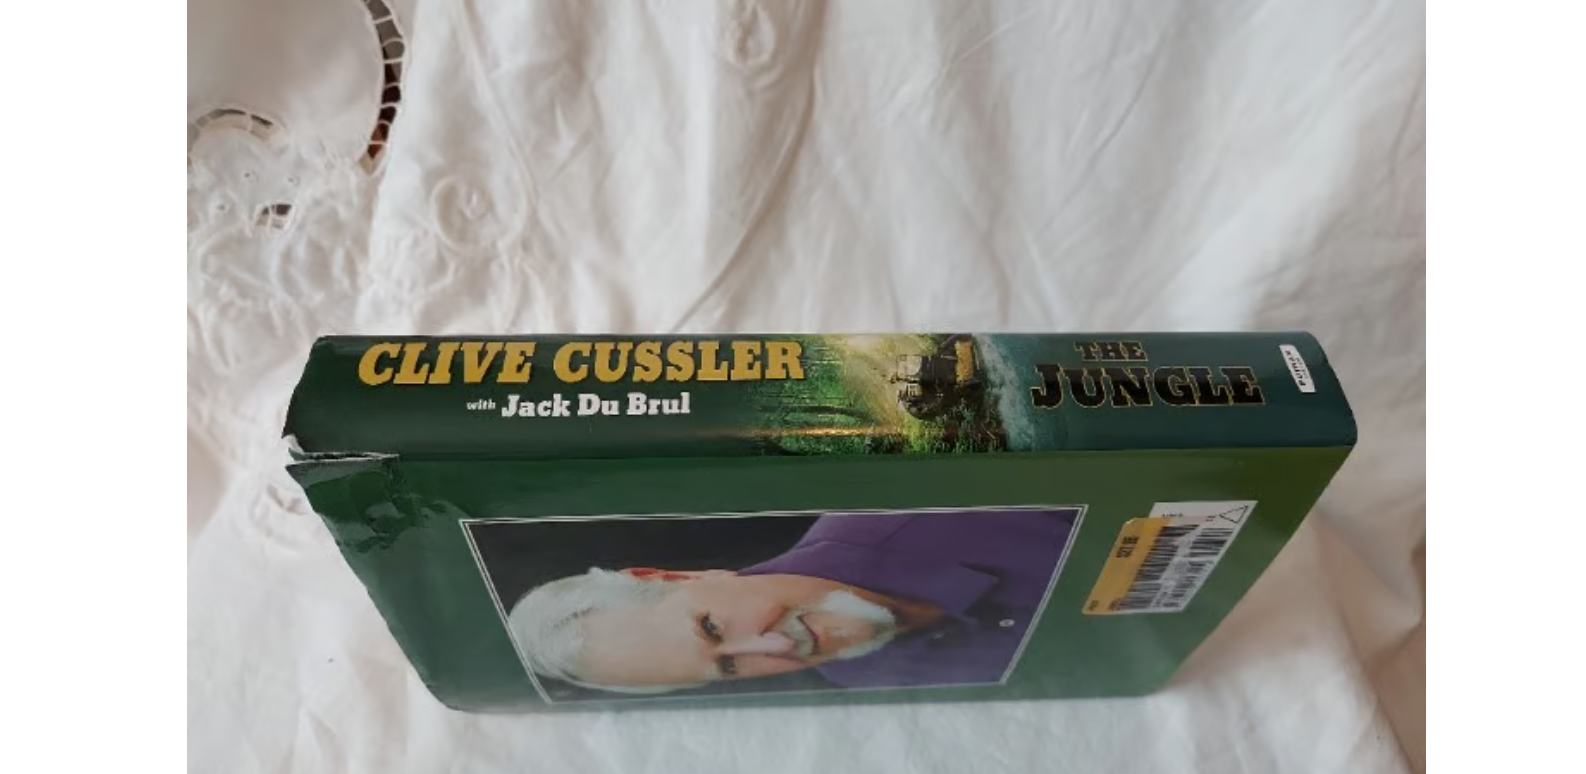 CLIVE CUSSLER
with Jack Du Brul
THE
JUNGLE